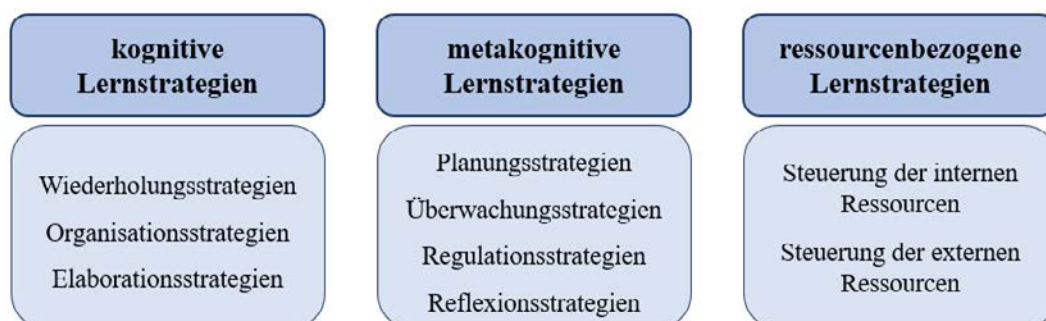 kognitive
Lernstrategien
Wiederholungsstrategien
Organisationsstrategien
Elaborationsstrategien
metakognitive
Lernstrategien
Planungsstrategien
Überwachungsstrategien
Regulationsstrategien
Reflexionsstrategien
ressourcenbezogene
Lernstrategien
Steuerung der internen
Ressourcen
Steuerung der externen
Ressourcen